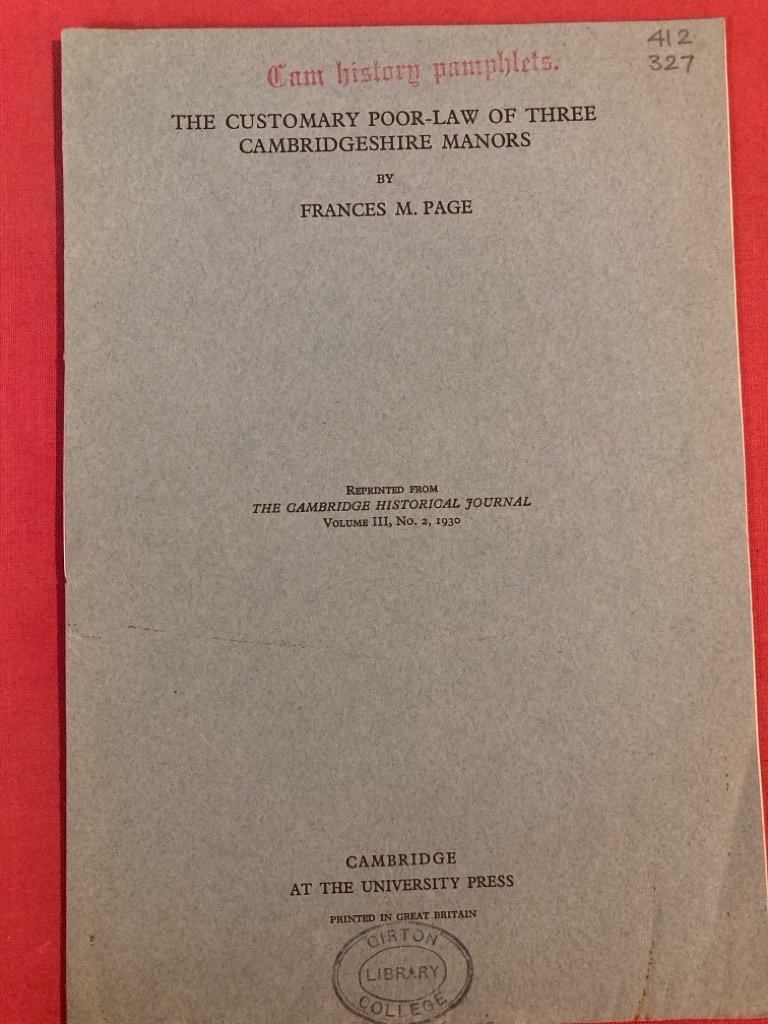 412
327
Cam history pamphlets.
THE CUSTOMARY POOR-LAW OF THREE
CAMBRIDGESHIRE MANORS
BY
FRANCES M. PAGE
REPRINTED FROM
THE CAMBRIDGE HISTORICAL JOURNAL
VOLUME III, No. 2, 1930
CAMBRIDGE
AT THE UNIVERSITY PRESS
PRINTED IN GREAT BRITAIN
GIRTON
LIBRARY
COLLEGE